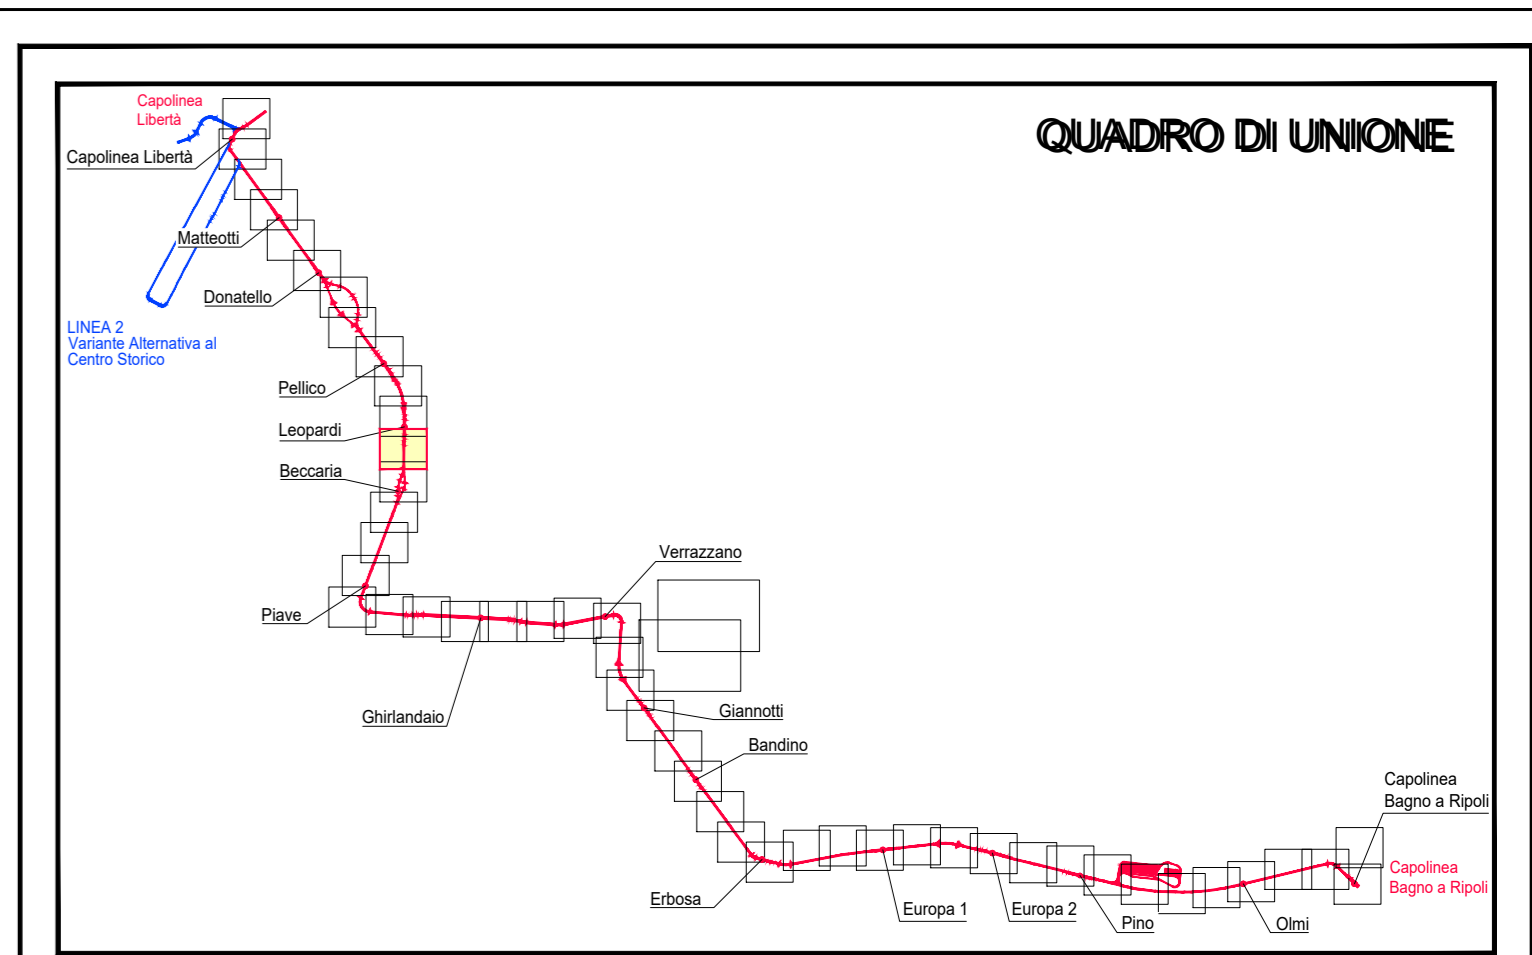 Capolinea
Libertà
QUADRO DI UNIONE
Capolinea Libertà
Matteotti
Donatello
LINEA 2
Variante Alternativa al
Centro Storico
Pellico
Leopardi
Beccaria
Verrazzano
Piave
Ghirlandaio
Giannotti
Bandino
Capolinea
Bagno a Ripoli
Capolinea
Bagno a Ripoli
Erbosa
Europa 1
Europa 2
Pino
Olmi